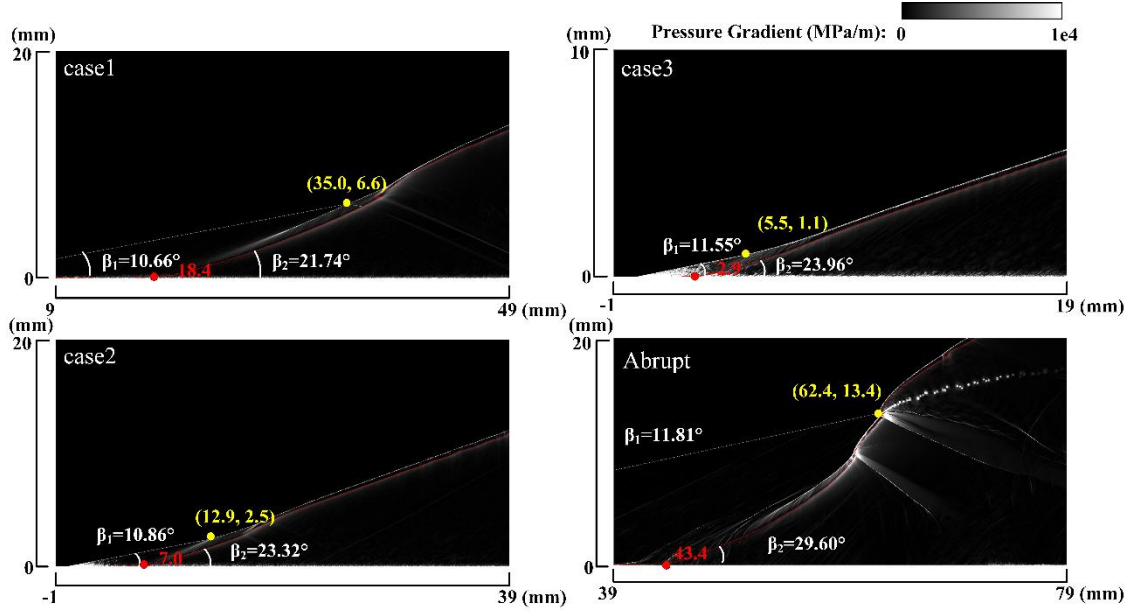 Pressure Gradient (MPa/m): 0 1e4
(mm)
20
case1
(35.0, 6.6)
β₁=10.66°
18.4
β₂=21.74°
0
9 49 (mm)
(mm)
10
case3
(5.5, 1.1)
β₁=11.55°
2.9
β₂=23.96°
0
-1 19 (mm)
(mm)
20
case2
(12.9, 2.5)
β₁=10.86°
7.0
β₂=23.32°
0
-1 39 (mm)
(mm)
20
Abrupt
(62.4, 13.4)
β₁=11.81°
43.4
β₂=29.60°
0
39 79 (mm)